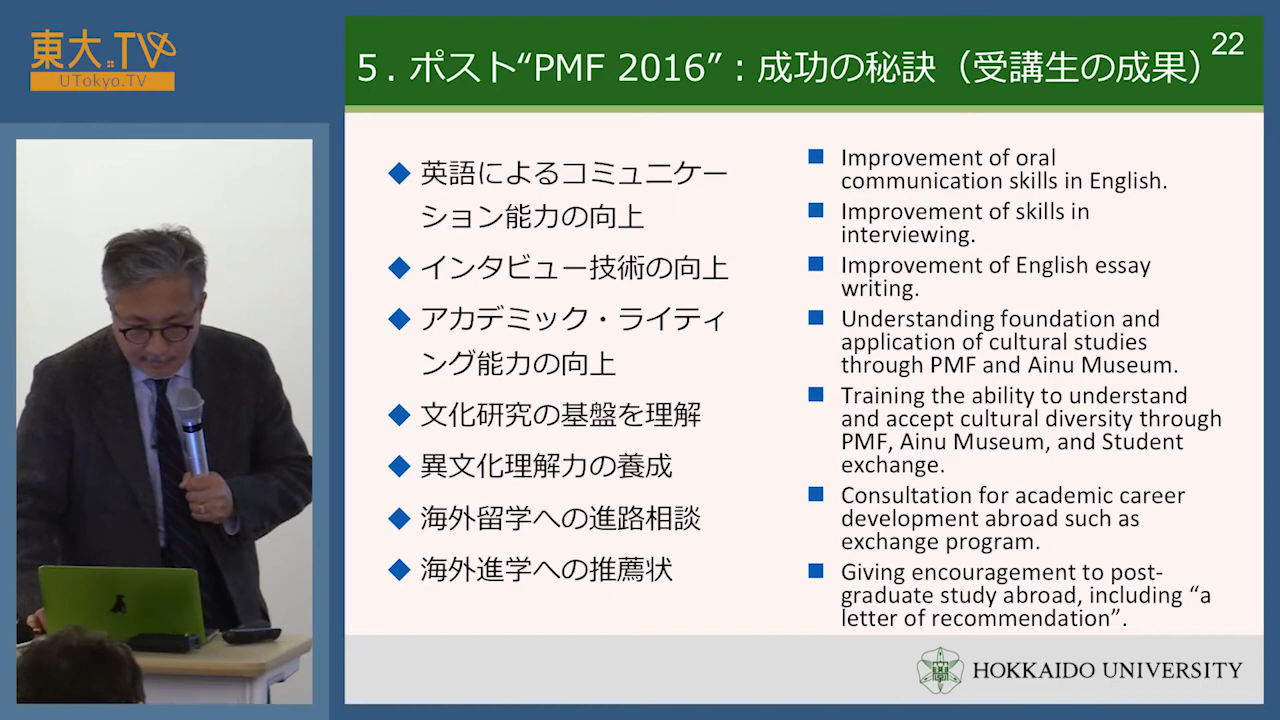 東大.TV
UTokyo.TV
22
5．ポスト“PMF 2016”：成功の秘訣（受講生の成果）
英語によるコミュニケー
ション能力の向上
インタビュー技術の向上
アカデミック・ライティ
ング能力の向上
文化研究の基盤を理解
異文化理解力の養成
海外留学への進路相談
海外進学への推薦状
Improvement of oral
communication skills in English.
Improvement of skills in
interviewing.
Improvement of English essay
writing.
Understanding foundation and
application of cultural studies
through PMF and Ainu Museum.
Training the ability to understand
and accept cultural diversity through
PMF, Ainu Museum, and Student
exchange.
Consultation for academic career
development abroad such as
exchange program.
Giving encouragement to post-
graduate study abroad, including “a
letter of recommendation”.
HOKKAIDO UNIVERSITY